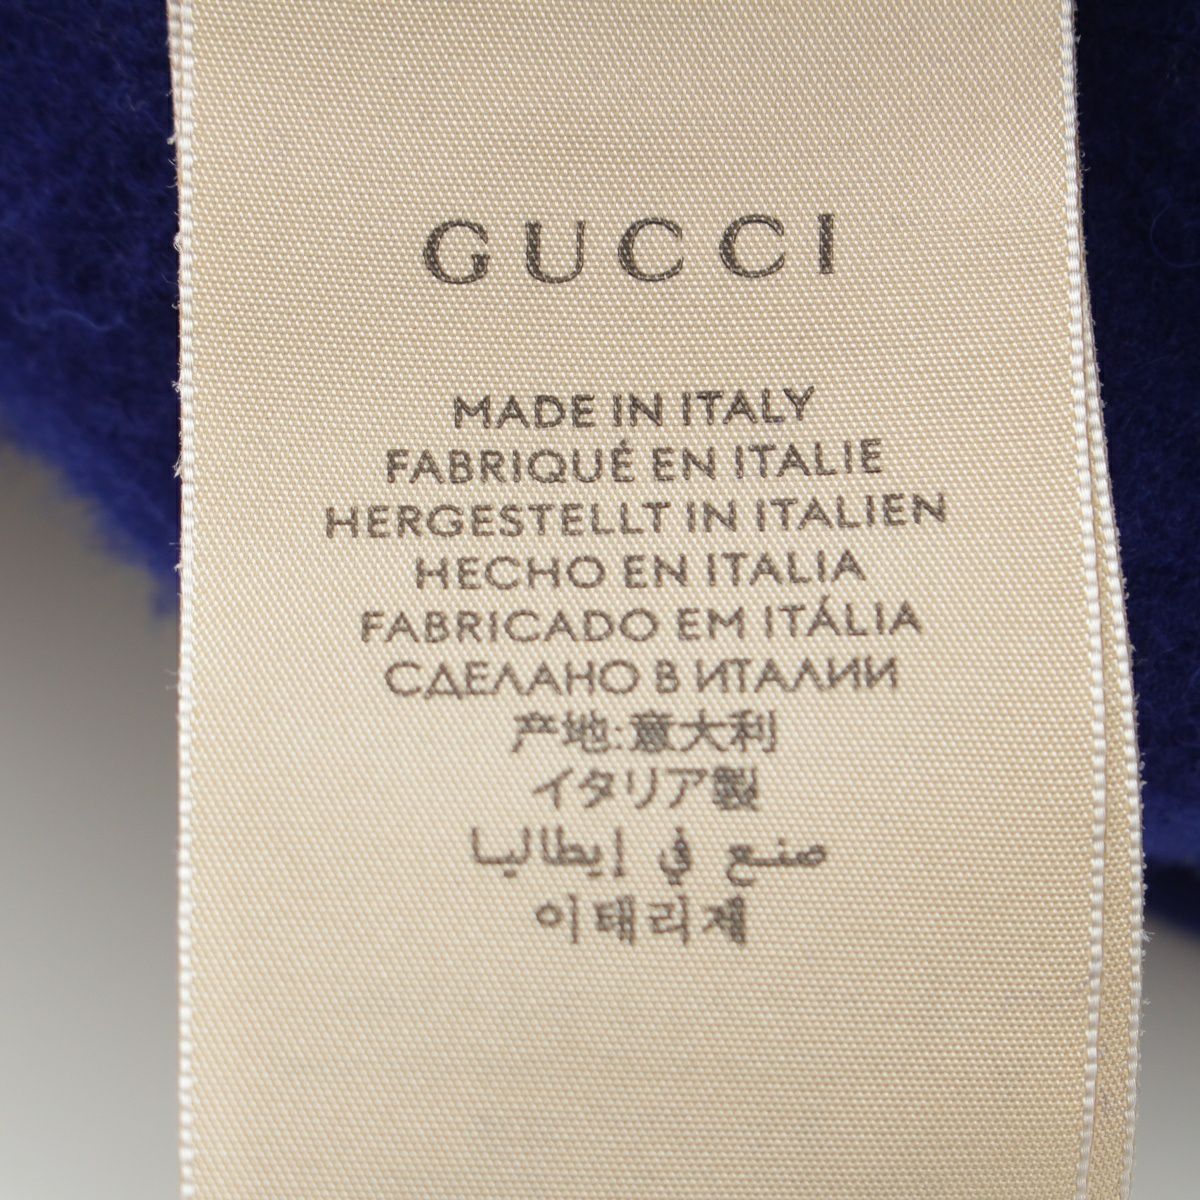 GUCCI
MADE IN ITALY
FABRIQUÉ EN ITALIE
HERGESTELLT IN ITALIEN
HECHO EN ITALIA
FABRICADO EM ITÁLIA
СДЕЛАНО В ИТАЛИИ
产地:意大利
イタリア製
صنع في إيطاليا
이태리제